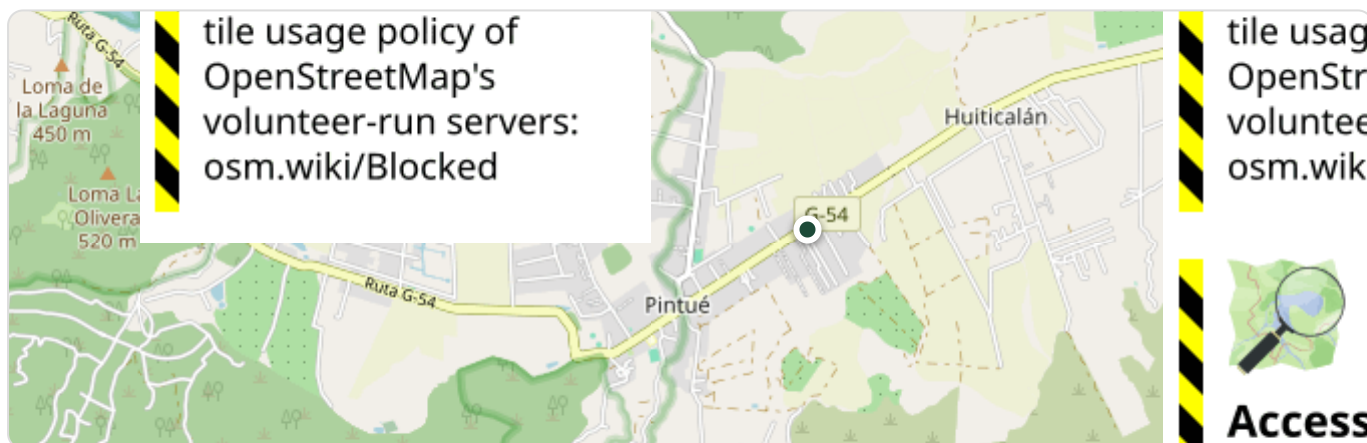 Ruta G-54
Loma de
la Laguna
450 m
Loma La
Olivera
520 m
tile usage policy of
OpenStreetMap's
volunteer-run servers:
osm.wiki/Blocked
Huiticalán
G-54
Pintué
Ruta G-54
tile usag
OpenStr
voluntee
osm.wik
Access